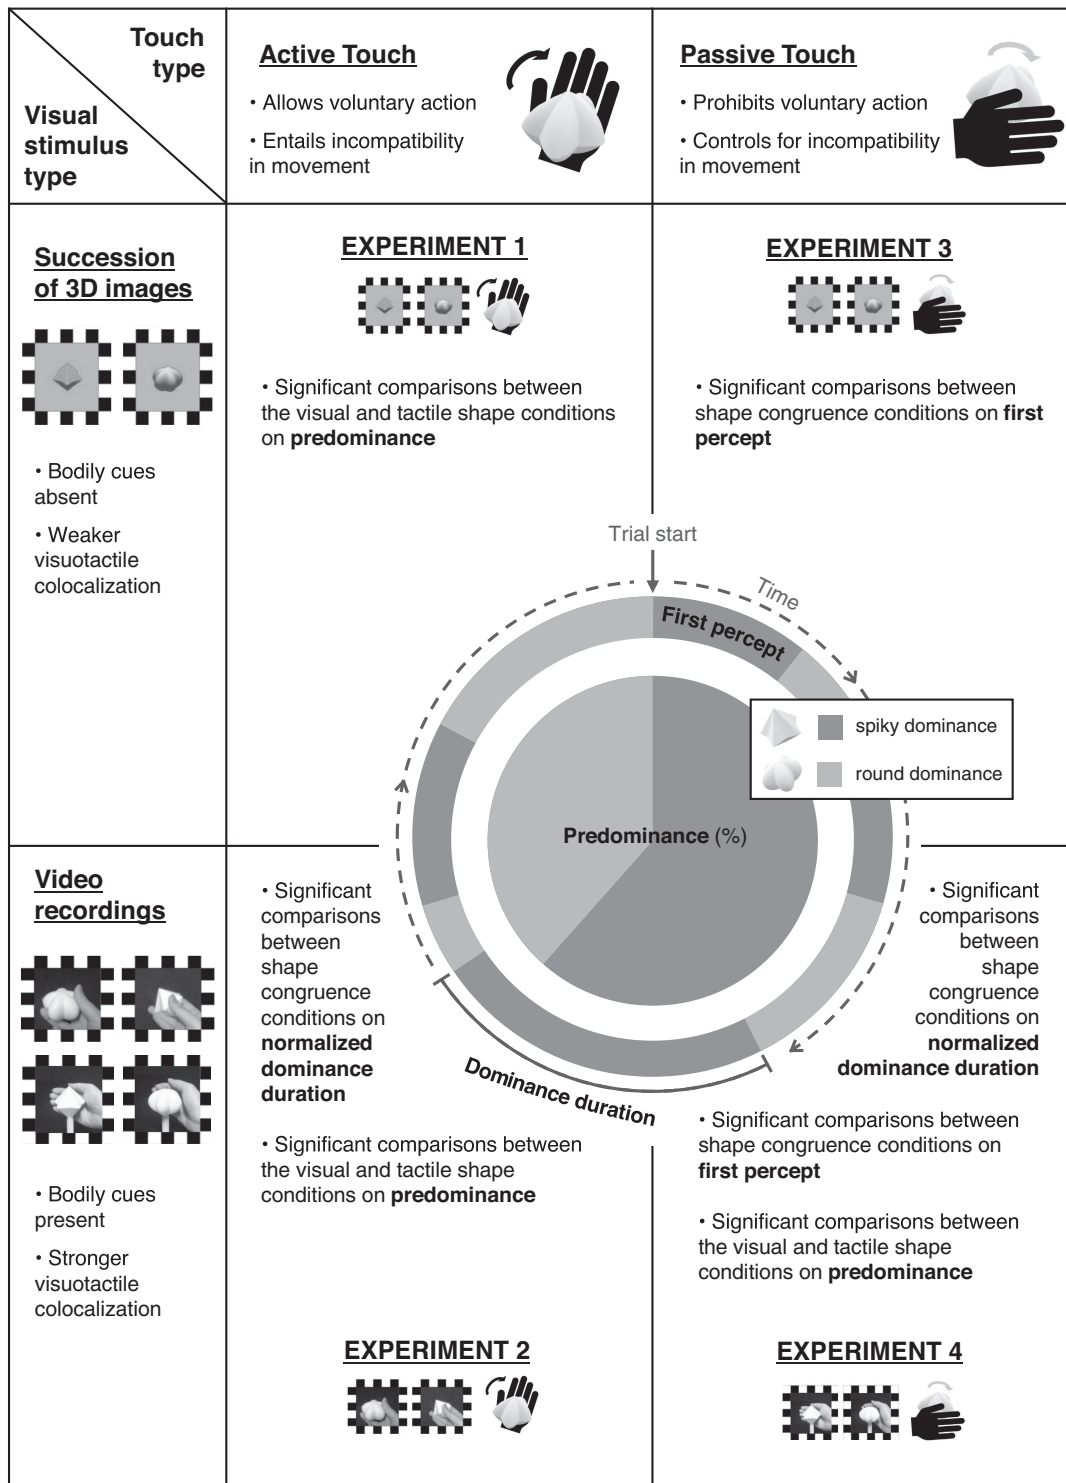 Touch
type
Visual
stimulus
type
Active Touch
• Allows voluntary action
• Entails incompatibility
in movement
Passive Touch
• Prohibits voluntary action
• Controls for incompatibility
in movement
Succession
of 3D images
• Bodily cues
absent
• Weaker
visuotactile
colocalization
EXPERIMENT 1
• Significant comparisons between
the visual and tactile shape conditions
on predominance
EXPERIMENT 3
• Significant comparisons between
shape congruence conditions on first
percept
Trial start
Time
First percept
spiky dominance
round dominance
Predominance (%)
Dominance duration
Video
recordings
• Bodily cues
present
• Stronger
visuotactile
colocalization
• Significant
comparisons
between
shape
congruence
conditions on
normalized
dominance
duration
• Significant comparisons between
the visual and tactile shape
conditions on predominance
EXPERIMENT 2
• Significant
comparisons
between
shape
congruence
conditions on
normalized
dominance duration
• Significant comparisons between
shape congruence conditions on
first percept
• Significant comparisons between
the visual and tactile shape
conditions on predominance
EXPERIMENT 4